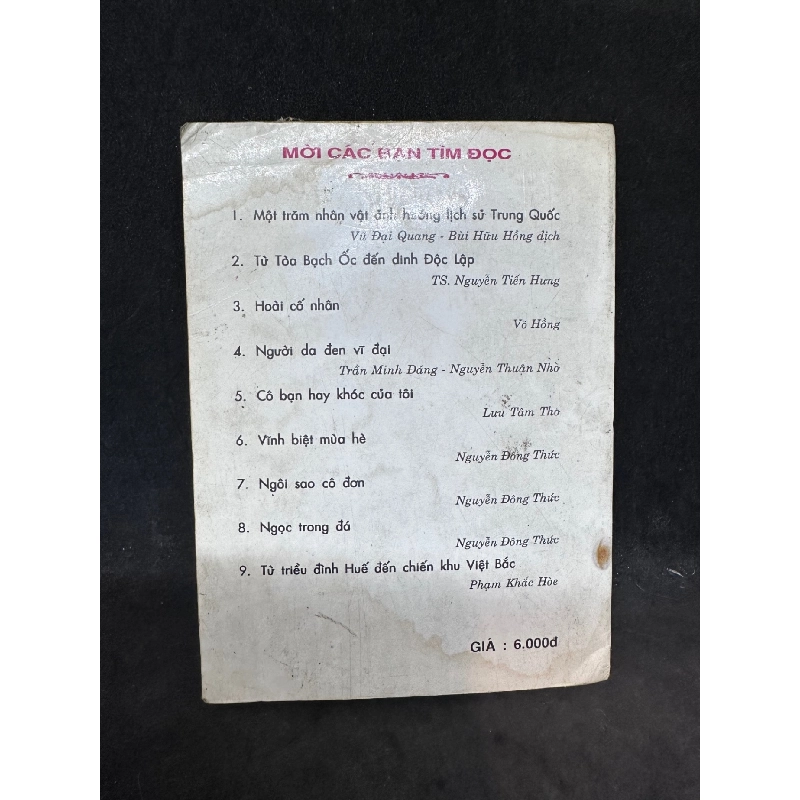 MỜI CÁC BẠN TÌM ĐỌC
1. Một trăm nhân vật ảnh hưởng lịch sử Trung Quốc
Vũ Đại Quang - Bùi Hữu Hồng dịch
2. Từ Tòa Bạch Ốc đến dinh Độc Lập
TS. Nguyễn Tiến Hưng
3. Hoài cố nhân
Võ Hồng
4. Người da đen vĩ đại
Trần Minh Đáng - Nguyễn Thuận Nhờ
5. Cô bạn hay khóc của tôi
Lưu Tâm Thơ
6. Vĩnh biệt mùa hè
Nguyễn Đông Thức
7. Ngôi sao cô đơn
Nguyễn Đông Thức
8. Ngọc trong đá
Nguyễn Đông Thức
9. Từ triều đình Huế đến chiến khu Việt Bắc
Phạm Khắc Hòe
GIÁ : 6.000đ